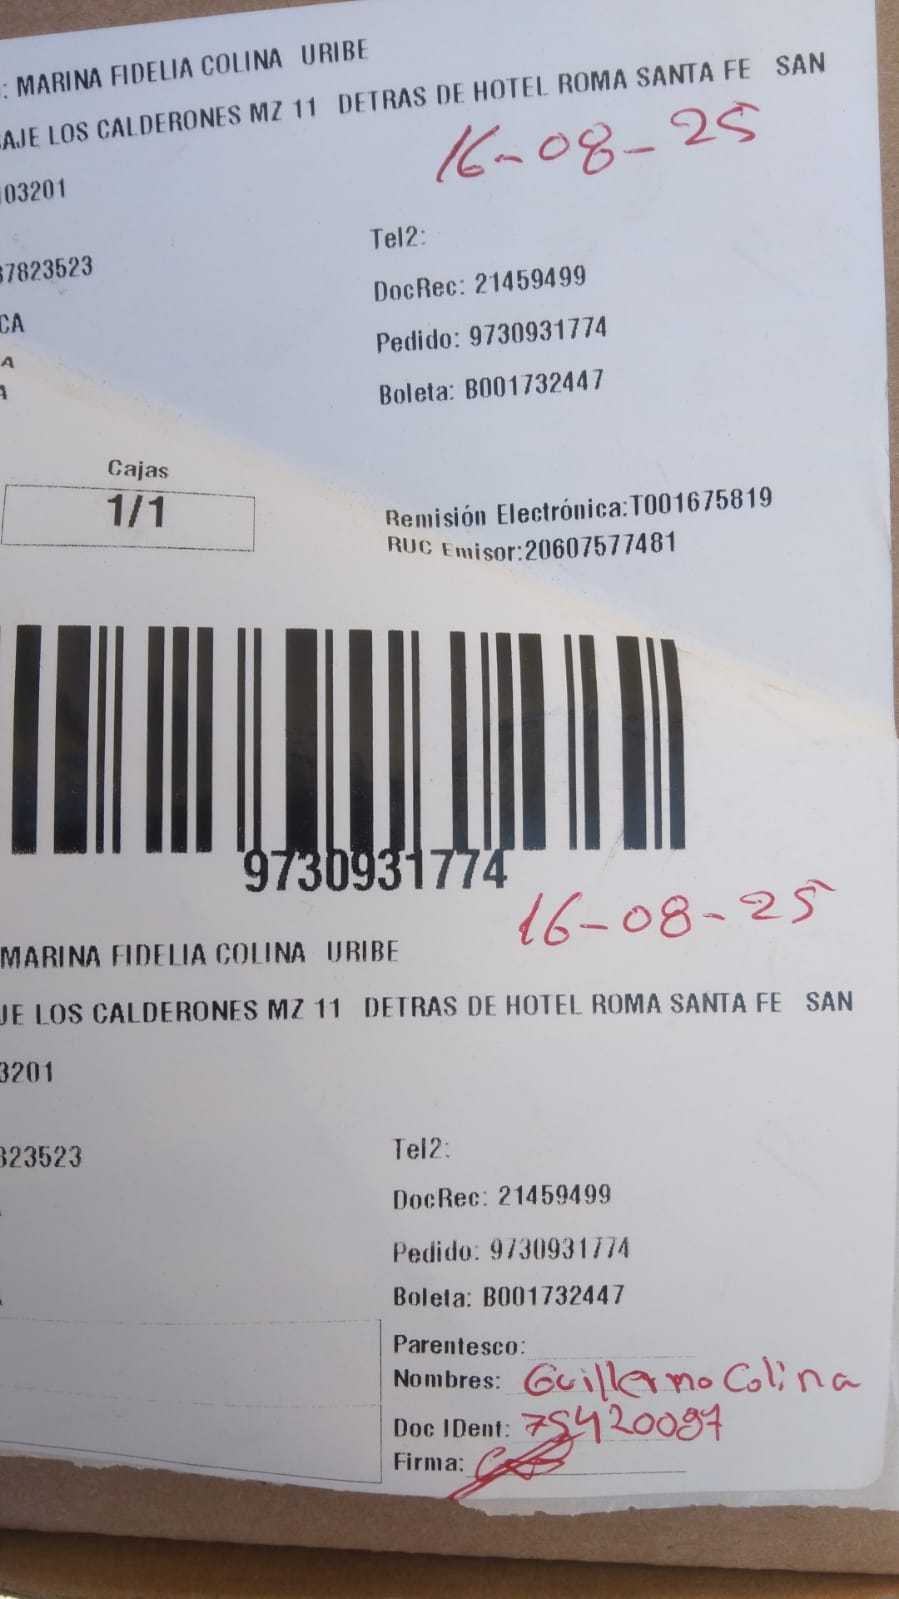 : MARINA FIDELIA COLINA URIBE
AJE LOS CALDERONES MZ 11 DETRAS DE HOTEL ROMA SANTA FE SAN
16-08-25
03201
Tel2:
37823523
DocRec: 21459499
CA
Pedido: 9730931774
A
A
Boleta: B001732447
Cajas
1/1
Remisión Electrónica:T001675819
RUC Emisor:20607577481
9730931774
16-08-25
MARINA FIDELIA COLINA URIBE
JE LOS CALDERONES MZ 11 DETRAS DE HOTEL ROMA SANTA FE SAN
3201
Tel2:
823523
DocRec: 21459499
Pedido: 9730931774
Boleta: B001732447
Parentesco:
Nombres: Guillermo Colina
Doc IDent: 75420097
Firma: